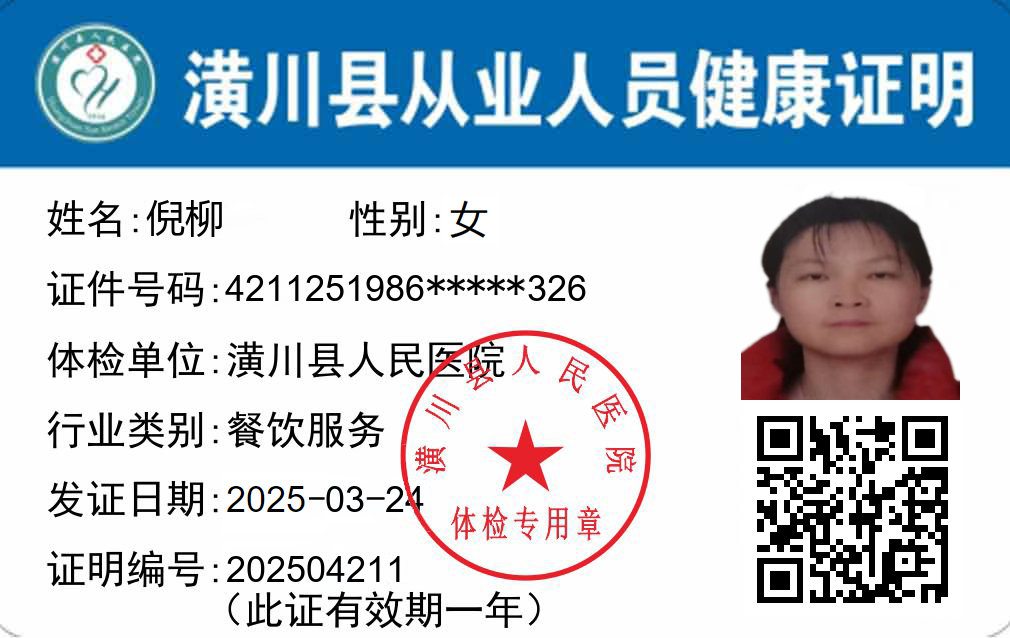 潢川县从业人员健康证明
姓名:倪柳 性别:女
证件号码:4211251986*****326
体检单位:潢川县人民医院
行业类别:餐饮服务
发证日期:2025-03-24
证明编号:202504211
（此证有效期一年）
潢川县人民医院
体检专用章